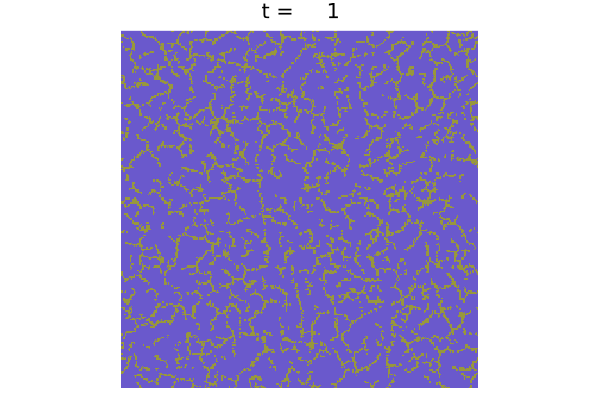 t = 1